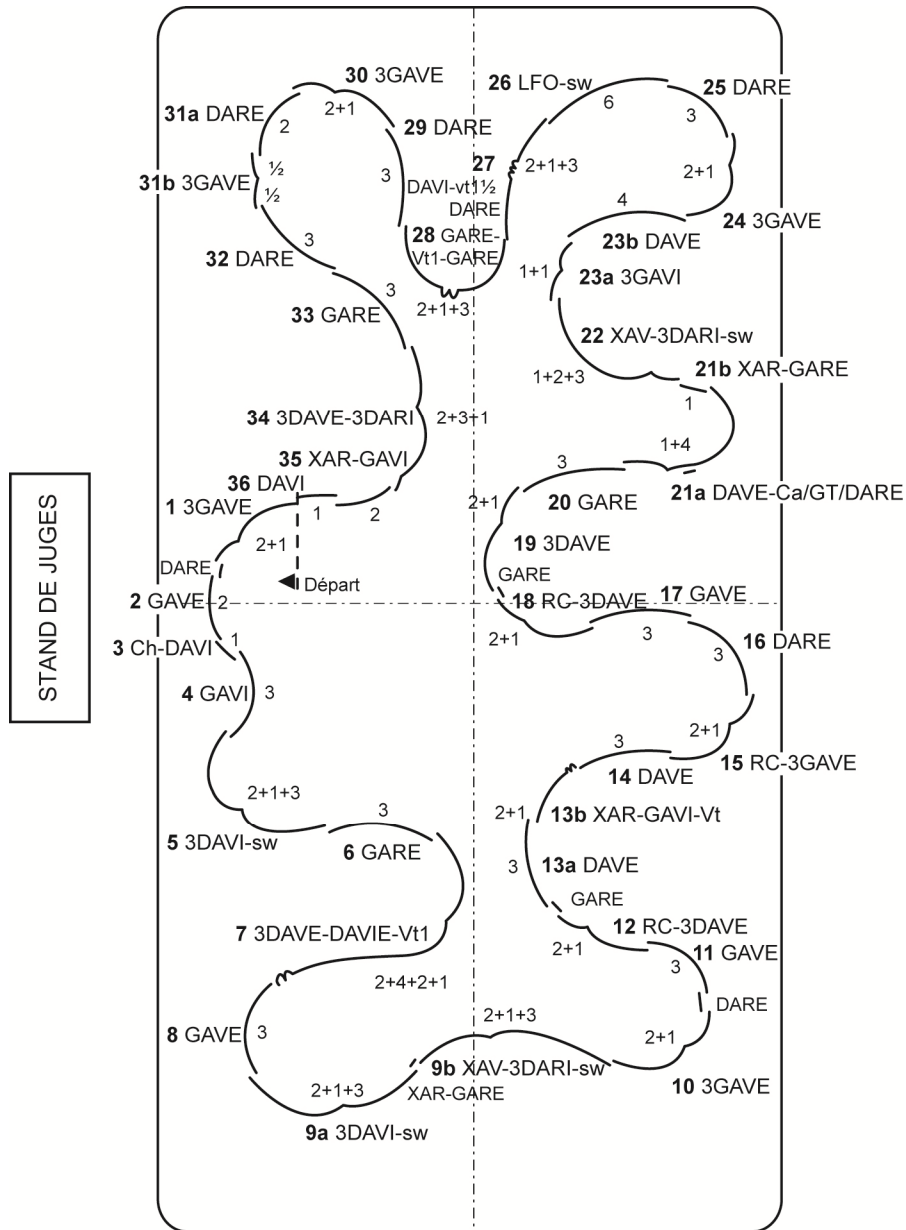 30 3GAVE
26 LFO-sw
6
25 DARE
31a DARE
2+1
2
29 DARE
3
31b 3GAVE
½
½
3
27
2+1+3
DAVI-vt1½
DARE
2+1
4
24 3GAVE
28 GARE-
Vt1-GARE
23b DAVE
32 DARE
3
1+1
23a 3GAVI
2+1+3
3
33 GARE
22 XAV-3DARI-sw
21b XAR-GARE
1+2+3
1
34 3DAVE-3DARI
2+3+1
1+4
35 XAR-GAVI
3
36 DAVI
21a DAVE-Ca/GT/DARE
1 3GAVE
1
2
20 GARE
2+1
2+1
19 3DAVE
DARE
GARE
Départ
2 GAVE
2
18 RC-3DAVE
17 GAVE
3 Ch-DAVI
1
2+1
3
16 DARE
3
STAND DE JUGES
4 GAVI
3
2+1
3
15 RC-3GAVE
14 DAVE
2+1+3
3
2+1
13b XAR-GAVI-Vt
5 3DAVI-sw
6 GARE
3
13a DAVE
GARE
7 3DAVE-DAVIE-Vt1
12 RC-3DAVE
2+1
11 GAVE
3
2+4+2+1
DARE
2+1+3
8 GAVE
3
2+1
9b XAV-3DARI-sw
2+1+3
XAR-GARE
10 3GAVE
9a 3DAVI-sw